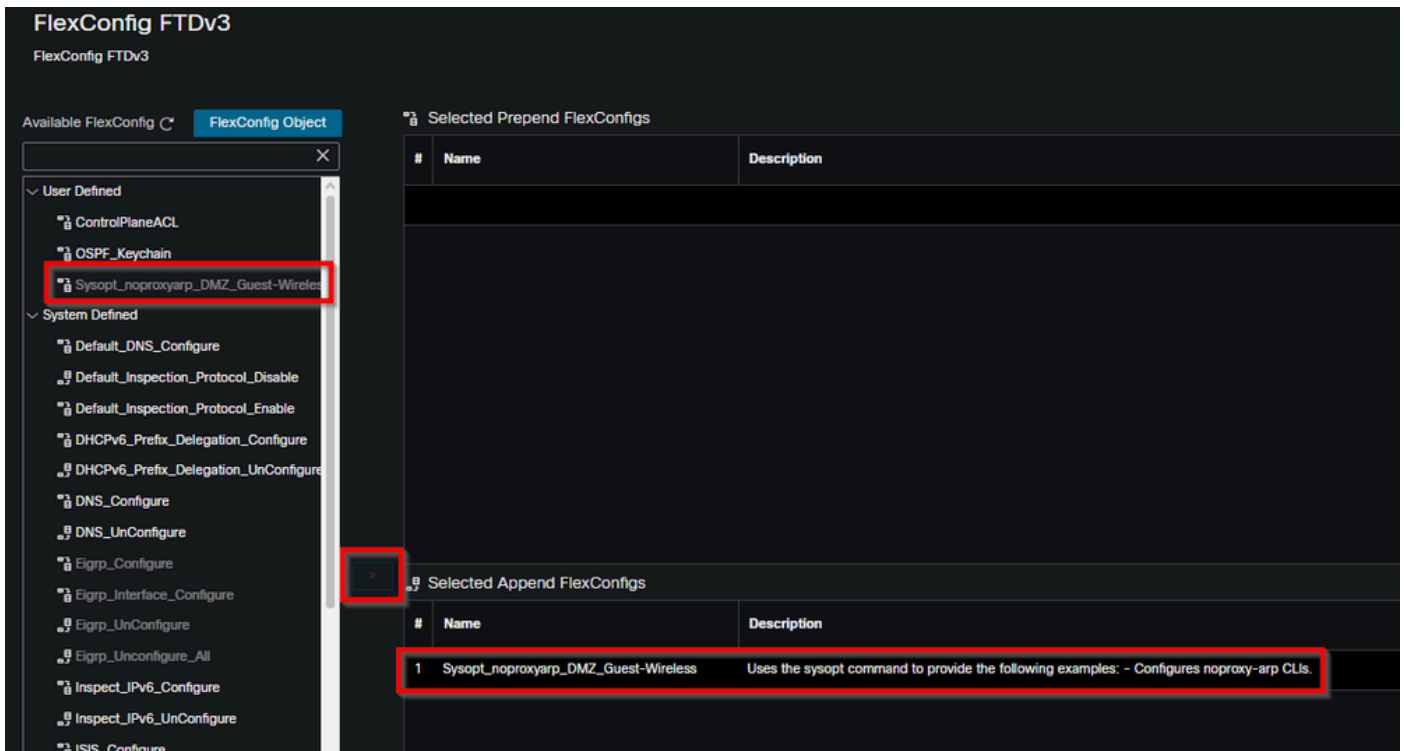 FlexConfig FTDv3
FlexConfig FTDv3
Available FlexConfig
FlexConfig Object
User Defined
ControlPlaneACL
OSPF_Keychain
Sysopt_noproxyarp_DMZ_Guest-Wireles
System Defined
Default_DNS_Configure
Default_Inspection_Protocol_Disable
Default_Inspection_Protocol_Enable
DHCPv6_Prefix_Delegation_Configure
DHCPv6_Prefix_Delegation_UnConfigure
DNS_Configure
DNS_UnConfigure
Eigrp_Configure
Eigrp_Interface_Configure
Eigrp_UnConfigure
Eigrp_Unconfigure_All
Inspect_IPv6_Configure
Inspect_IPv6_UnConfigure
ISIS_Configure
>
Selected Prepend FlexConfigs
# Name Description
Selected Append FlexConfigs
# Name Description
1 Sysopt_noproxyarp_DMZ_Guest-Wireless Uses the sysopt command to provide the following examples: - Configures noproxy-arp CLIs.